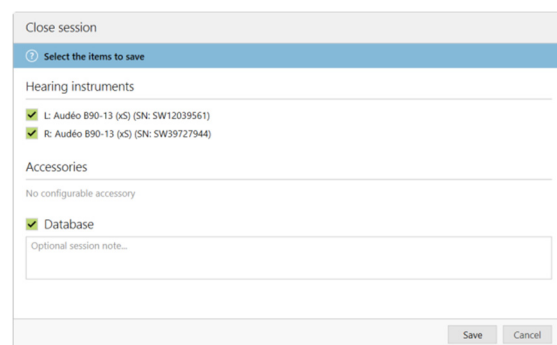 Close session
? Select the items to save
Hearing instruments
L: Audéo B90-13 (xS) (SN: SW12039561)
R: Audéo B90-13 (xS) (SN: SW39727944)
Accessories
No configurable accessory
Database
Optional session note...
Save Cancel